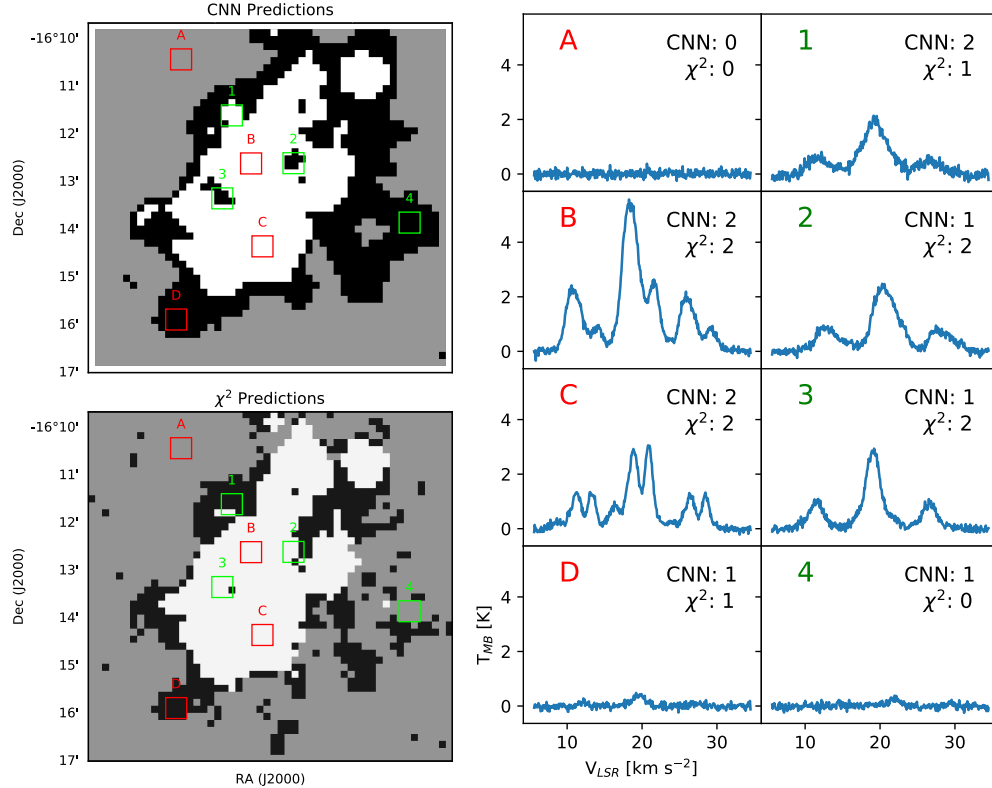 CNN Predictions
-16°10'
11'
12'
13'
14'
15'
16'
17'
Dec (J2000)
A
1
B
2
3
4
C
D
χ² Predictions
-16°10'
11'
12'
13'
14'
15'
16'
17'
Dec (J2000)
RA (J2000)
A
1
B
2
3
4
C
D
A
CNN: 0
χ²: 0
1
CNN: 2
χ²: 1
B
CNN: 2
χ²: 2
2
CNN: 1
χ²: 2
C
CNN: 2
χ²: 2
3
CNN: 1
χ²: 2
D
CNN: 1
χ²: 1
4
CNN: 1
χ²: 0
4
2
0
4
2
0
4
2
0
4
2
0
T_MB [K]
10 20 30
10 20 30
V_LSR [km s⁻²]